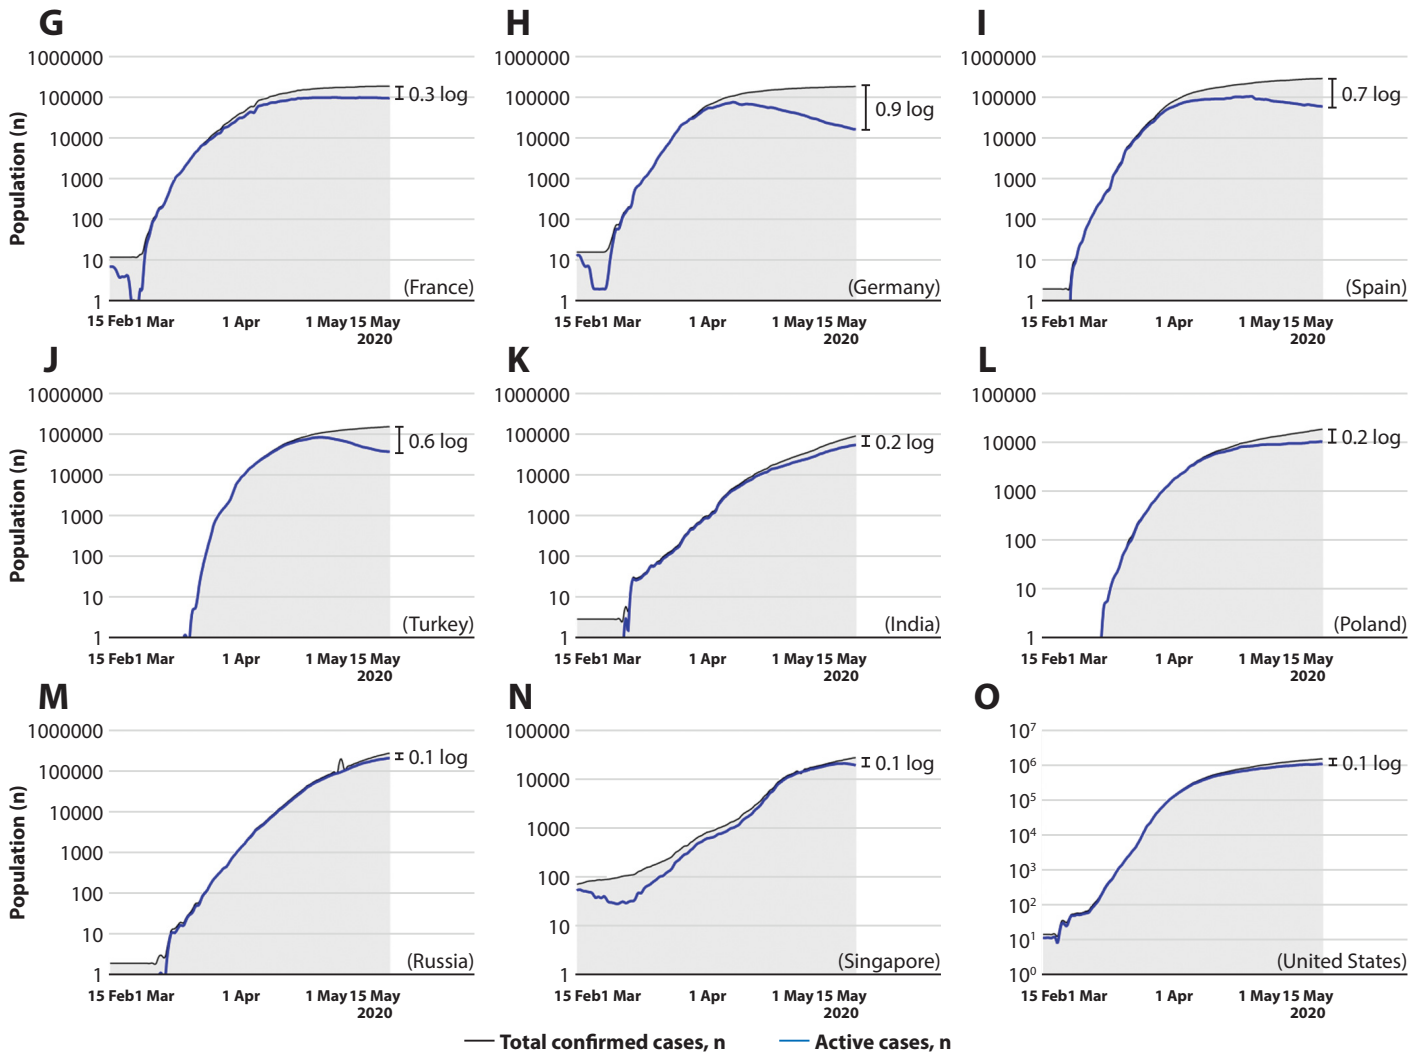 G
H
I
Population (n)
1000000
100000
10000
1000
100
10
1
0.3 log
(France)
15 Feb 1 Mar 1 Apr 1 May 15 May
2020
1000000
100000
10000
1000
100
10
1
0.9 log
(Germany)
15 Feb 1 Mar 1 Apr 1 May 15 May
2020
1000000
100000
10000
1000
100
10
1
0.7 log
(Spain)
15 Feb 1 Mar 1 Apr 1 May 15 May
2020
J
K
L
Population (n)
1000000
100000
10000
1000
100
10
1
0.6 log
(Turkey)
15 Feb 1 Mar 1 Apr 1 May 15 May
2020
1000000
100000
10000
1000
100
10
1
0.2 log
(India)
15 Feb 1 Mar 1 Apr 1 May 15 May
2020
100000
10000
1000
100
10
1
0.2 log
(Poland)
15 Feb 1 Mar 1 Apr 1 May 15 May
2020
M
N
O
Population (n)
1000000
100000
10000
1000
100
10
1
0.1 log
(Russia)
15 Feb 1 Mar 1 Apr 1 May 15 May
2020
100000
10000
1000
100
10
1
0.1 log
(Singapore)
15 Feb 1 Mar 1 Apr 1 May 15 May
2020
10⁷
10⁶
10⁵
10⁴
10³
10²
10¹
10⁰
0.1 log
(United States)
15 Feb 1 Mar 1 Apr 1 May 15 May
2020
Total confirmed cases, n Active cases, n